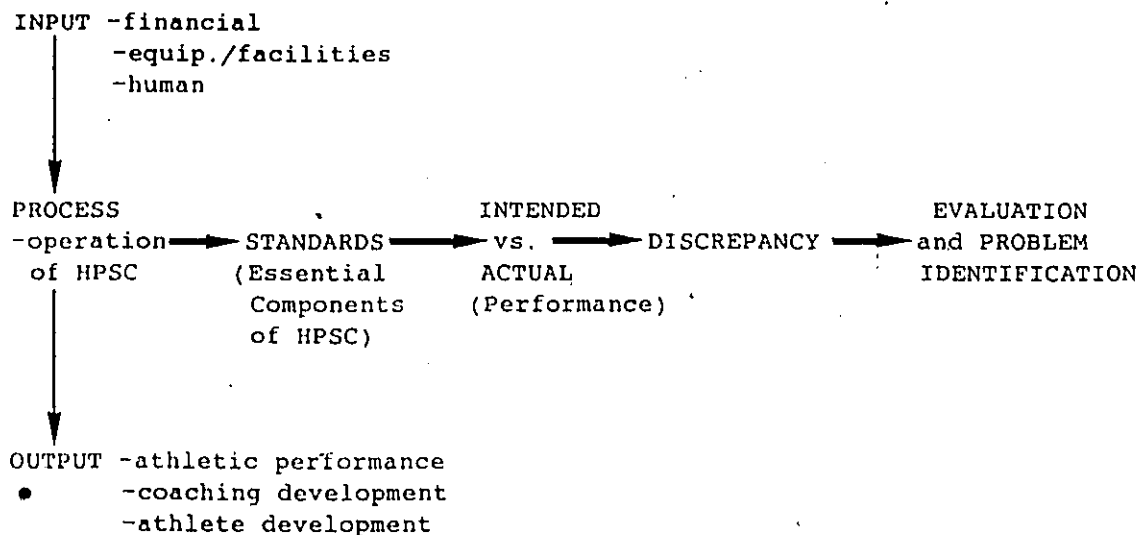 INPUT -financial
-equip./facilities
-human
PROCESS
-operation
of HPSC
STANDARDS
(Essential
Components
of HPSC)
INTENDED
vs.
ACTUAL
(Performance)
DISCREPANCY
EVALUATION
and PROBLEM
IDENTIFICATION
OUTPUT -athletic performance
-coaching development
-athlete development